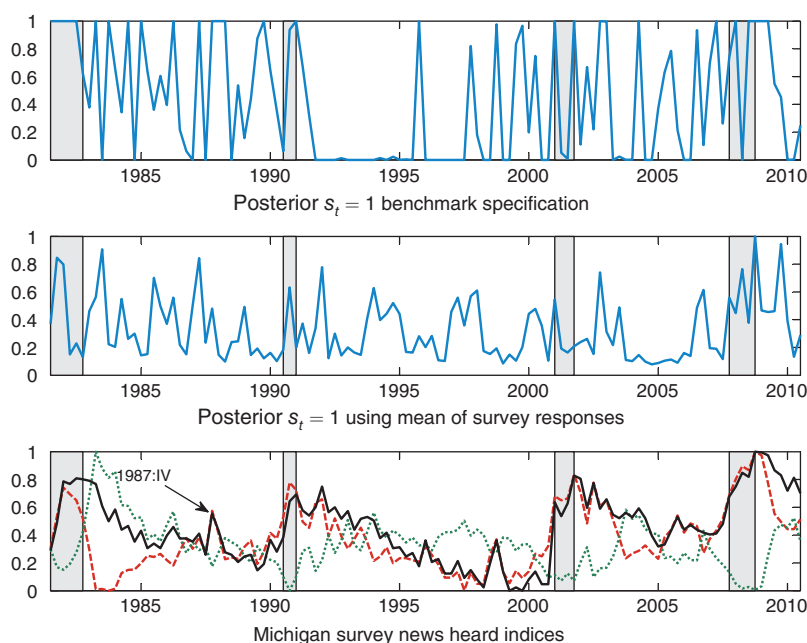 1
0.8
0.6
0.4
0.2
0
1985 1990 1995 2000 2005 2010
Posterior s_t = 1 benchmark specification
1
0.8
0.6
0.4
0.2
0
1985 1990 1995 2000 2005 2010
Posterior s_t = 1 using mean of survey responses
1
0.8
0.6
0.4
0.2
0
1987:IV
1985 1990 1995 2000 2005 2010
Michigan survey news heard indices